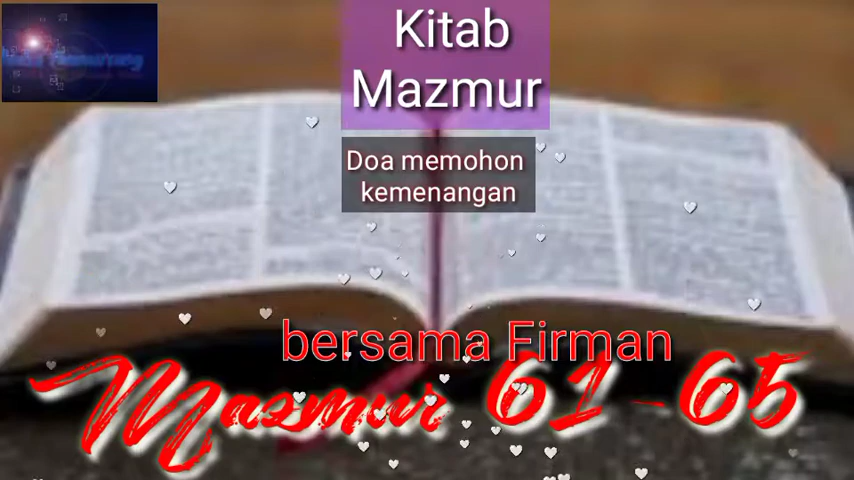 Kitab
Mazmur
Doa memohon
kemenangan
bersama Firman
Mazmur 61-65